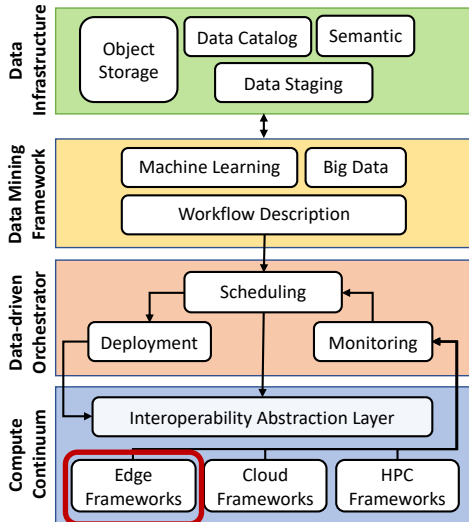 Data
Infrastructure
Object
Storage
Data Catalog
Semantic
Data Staging
Data Mining
Framework
Machine Learning
Big Data
Workflow Description
Data-driven
Orchestrator
Scheduling
Deployment
Monitoring
Compute
Continuum
Interoperability Abstraction Layer
Edge
Frameworks
Cloud
Frameworks
HPC
Frameworks